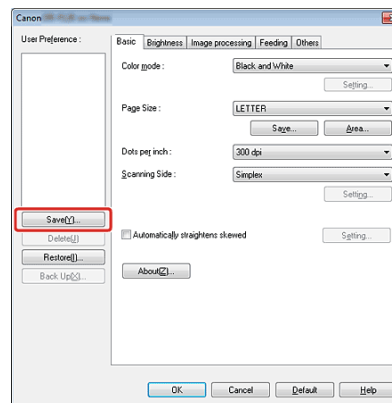 Canon
User Preference :
Save(Y)...
Delete(J)
Restore(I)...
Back Up(X)...
Basic Brightness Image processing Feeding Others
Color mode : Black and White
Setting...
Page Size : LETTER
Save... Area...
Dots per inch : 300 dpi
Scanning Side : Simplex
Setting...
Automatically straightens skewed Setting...
About(Z)...
OK Cancel Default Help